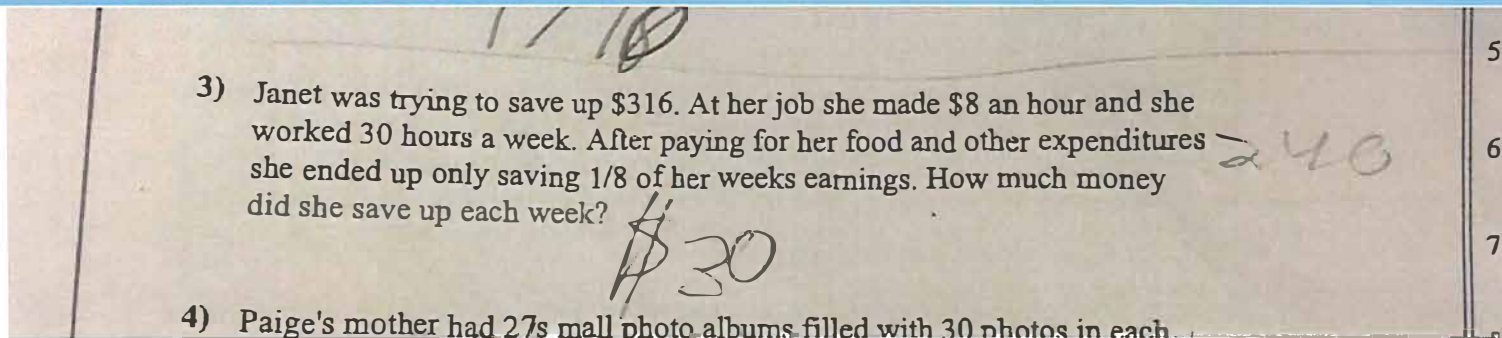 5
3) Janet was trying to save up $316. At her job she made $8 an hour and she
worked 30 hours a week. After paying for her food and other expenditures
240
6
she ended up only saving 1/8 of her weeks earnings. How much money
did she save up each week?
$30
7
4) Paige's mother had 27s mall photo albums filled with 30 photos in each